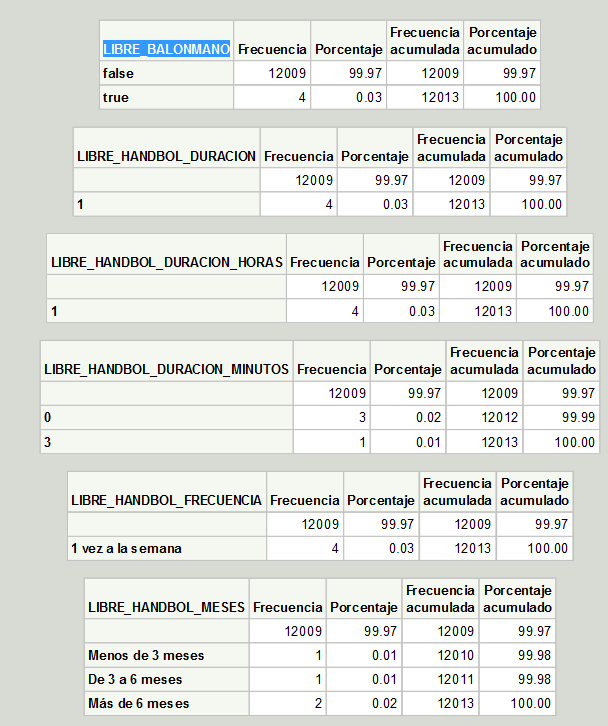 Frecuencia Porcentaje
LIBRE_BALONMANO Frecuencia Porcentaje acumulada acumulado
false 12009 99.97 12009 99.97
true 4 0.03 12013 100.00
Frecuencia Porcentaje
LIBRE_HANDBOL_DURACION Frecuencia Porcentaje acumulada acumulado
12009 99.97 12009 99.97
1 4 0.03 12013 100.00
Frecuencia Porcentaje
LIBRE_HANDBOL_DURACION_HORAS Frecuencia Porcentaje acumulada acumulado
12009 99.97 12009 99.97
1 4 0.03 12013 100.00
Frecuencia Porcentaje
LIBRE_HANDBOL_DURACION_MINUTOS Frecuencia Porcentaje acumulada acumulado
12009 99.97 12009 99.97
0 3 0.02 12012 99.99
3 1 0.01 12013 100.00
Frecuencia Porcentaje
LIBRE_HANDBOL_FRECUENCIA Frecuencia Porcentaje acumulada acumulado
12009 99.97 12009 99.97
1 vez a la semana 4 0.03 12013 100.00
Frecuencia Porcentaje
LIBRE_HANDBOL_MESES Frecuencia Porcentaje acumulada acumulado
12009 99.97 12009 99.97
Menos de 3 meses 1 0.01 12010 99.98
De 3 a 6 meses 1 0.01 12011 99.98
Más de 6 meses 2 0.02 12013 100.00